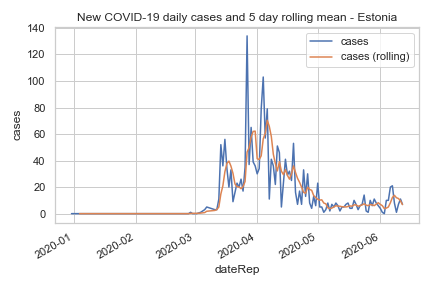 New COVID-19 daily cases and 5 day rolling mean - Estonia
cases
cases (rolling)
140
120
100
80
60
40
20
0
cases
2020-01
2020-02
2020-03
2020-04
2020-05
2020-06
dateRep